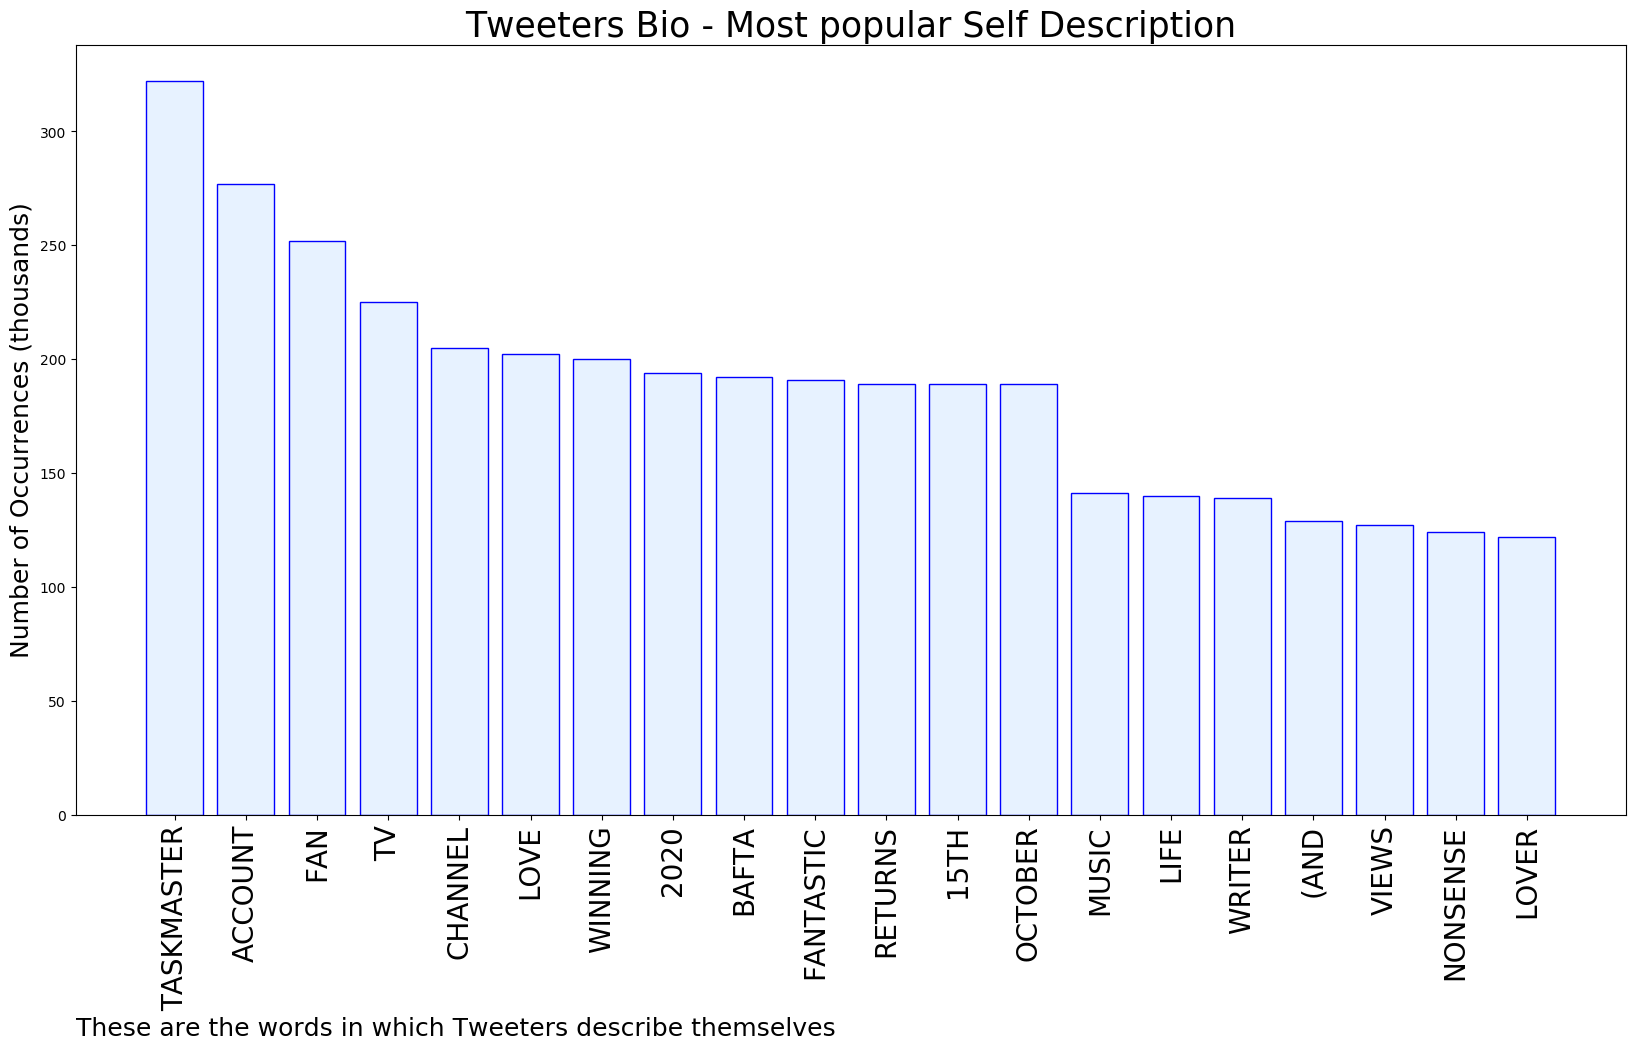 Tweeters Bio - Most popular Self Description
Number of Occurrences (thousands)
300
250
200
150
100
50
0
TASKMASTER
ACCOUNT
FAN
TV
CHANNEL
LOVE
WINNING
2020
BAFTA
FANTASTIC
RETURNS
15TH
OCTOBER
MUSIC
LIFE
WRITER
(AND
VIEWS
NONSENSE
LOVER
These are the words in which Tweeters describe themselves